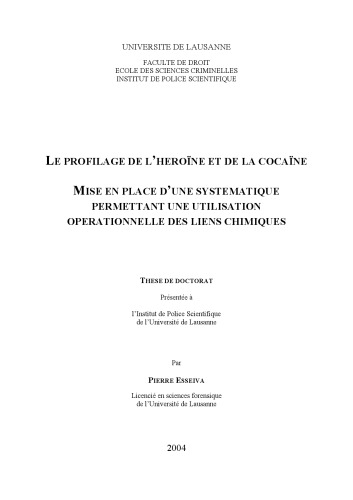 UNIVERSITE DE LAUSANNE
FACULTE DE DROIT
ECOLE DES SCIENCES CRIMINELLES
INSTITUT DE POLICE SCIENTIFIQUE
LE PROFILAGE DE L'HEROÏNE ET DE LA COCAÏNE
MISE EN PLACE D'UNE SYSTEMATIQUE
PERMETTANT UNE UTILISATION
OPERATIONNELLE DES LIENS CHIMIQUES
THESE DE DOCTORAT
Présentée à
l'Institut de Police Scientifique
de l'Université de Lausanne
Par
PIERRE ESSEIVA
Licencié en sciences forensique
de l'Université de Lausanne
2004